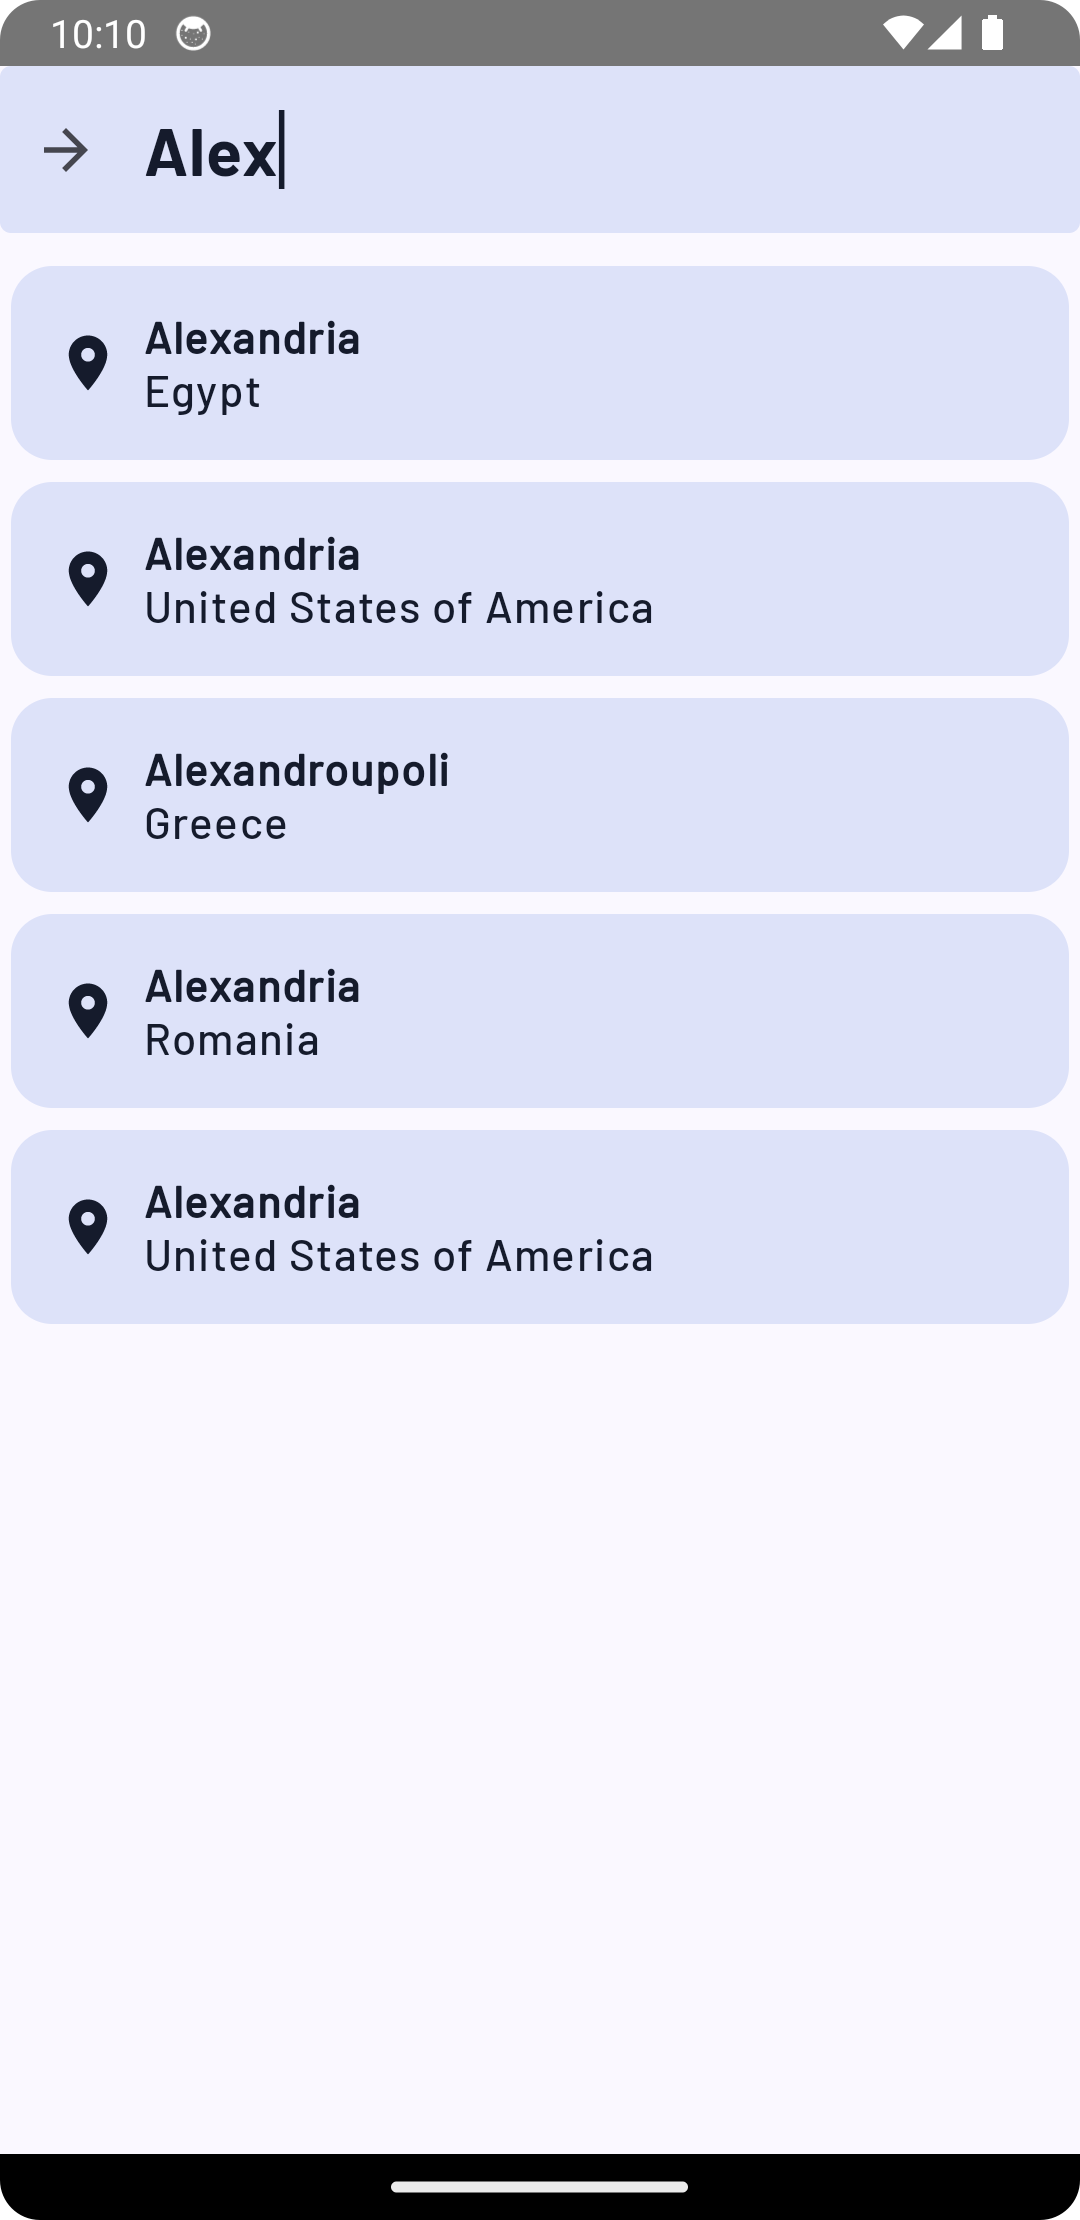 10:10
Alex
Alexandria
Egypt
Alexandria
United States of America
Alexandroupoli
Greece
Alexandria
Romania
Alexandria
United States of America